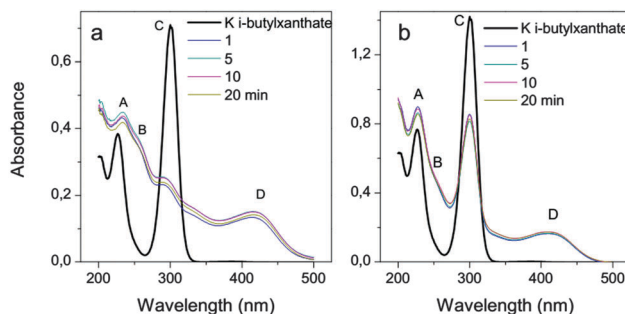 a
C
K i-butylxanthate
1
5
10
20 min
A
B
D
Absorbance
0,6
0,4
0,2
0,0
200
300
400
500
Wavelength (nm)
b
C
K i-butylxanthate
1
5
10
20 min
A
B
D
1,2
0,8
0,4
0,0
200
300
400
500
Wavelength (nm)